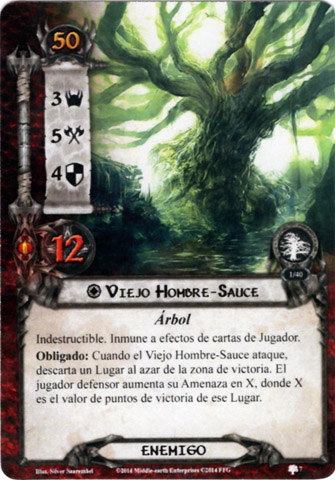 50
3
5
4
12
1/40
Viejo Hombre-Sauce
Árbol
Indestructible. Inmune a efectos de cartas de Jugador.
Obligado: Cuando el Viejo Hombre-Sauce ataque,
descarta un Lugar al azar de la zona de victoria. El
jugador defensor aumenta su Amenaza en X, donde X
es el valor de puntos de victoria de ese Lugar.
ENEMIGO
Illus. Silver Saaremäel
©2014 Middle-earth Enterprises ©2014 FFG
7